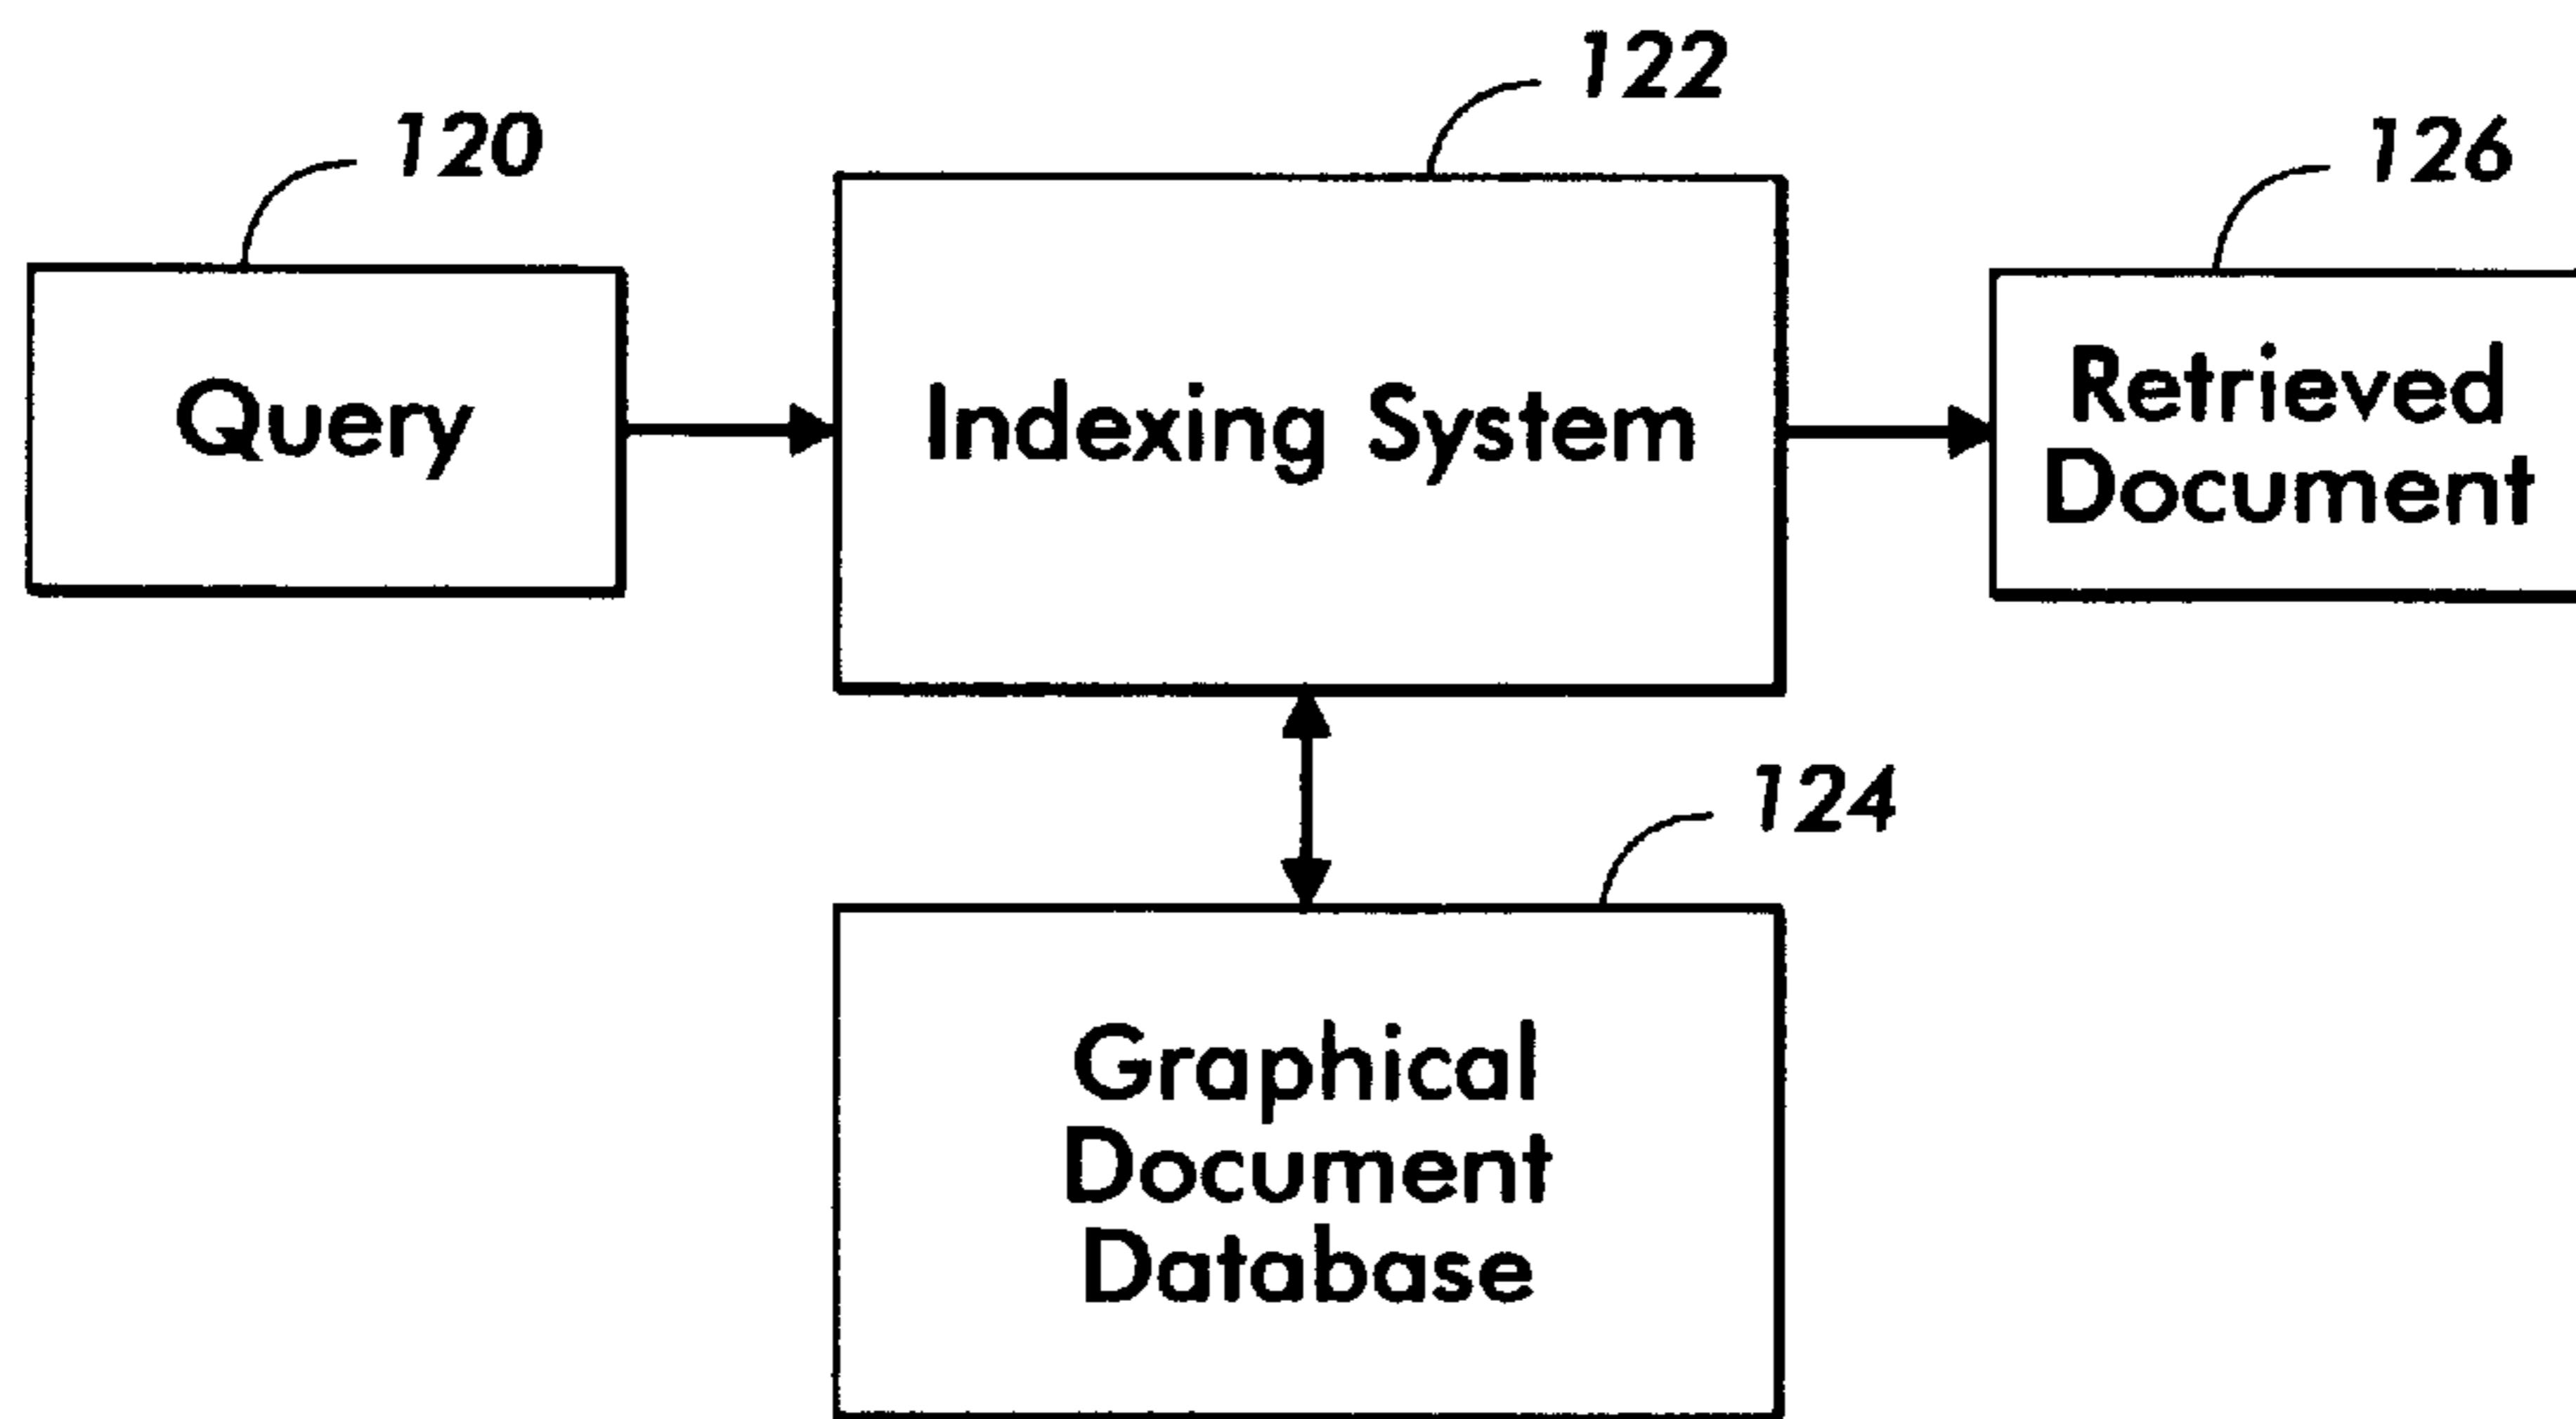 122
120
126
Query
Indexing System
Retrieved
Document
124
Graphical
Document
Database